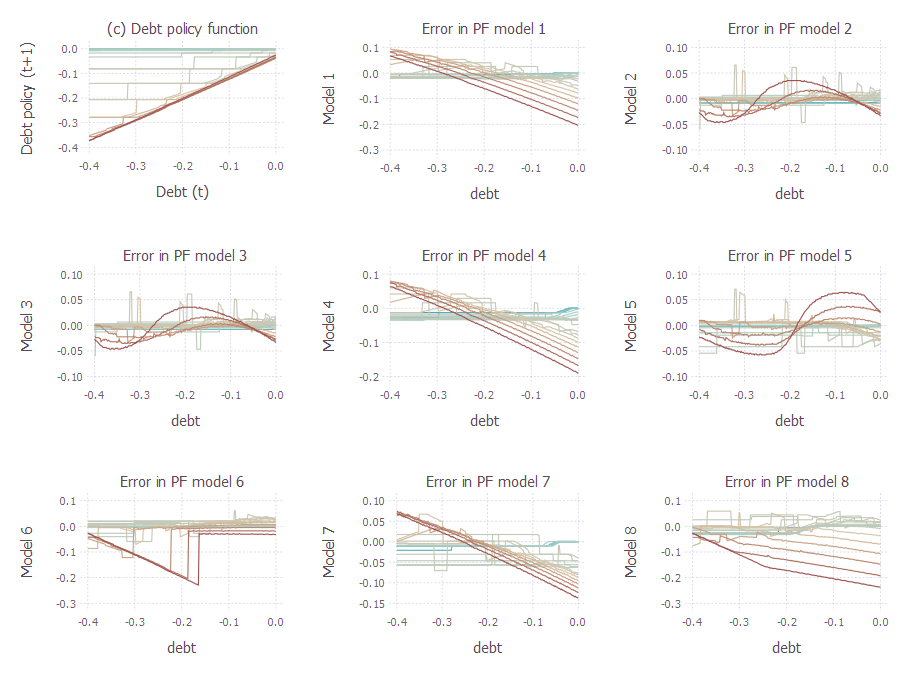 (c) Debt policy function
Debt policy (t+1)
0.0
-0.1
-0.2
-0.3
-0.4
-0.4 -0.3 -0.2 -0.1 0.0
Debt (t)
Error in PF model 1
Model 1
0.1
0.0
-0.1
-0.2
-0.3
-0.4 -0.3 -0.2 -0.1 0.0
debt
Error in PF model 2
Model 2
0.10
0.05
0.00
-0.05
-0.10
-0.4 -0.3 -0.2 -0.1 0.0
debt
Error in PF model 3
Model 3
0.10
0.05
0.00
-0.05
-0.10
-0.4 -0.3 -0.2 -0.1 0.0
debt
Error in PF model 4
Model 4
0.1
0.0
-0.1
-0.2
-0.4 -0.3 -0.2 -0.1 0.0
debt
Error in PF model 5
Model 5
0.10
0.05
0.00
-0.05
-0.10
-0.4 -0.3 -0.2 -0.1 0.0
debt
Error in PF model 6
Model 6
0.1
0.0
-0.1
-0.2
-0.3
-0.4 -0.3 -0.2 -0.1 0.0
debt
Error in PF model 7
Model 7
0.10
0.05
0.00
-0.05
-0.10
-0.15
-0.4 -0.3 -0.2 -0.1 0.0
debt
Error in PF model 8
Model 8
0.1
0.0
-0.1
-0.2
-0.3
-0.4 -0.3 -0.2 -0.1 0.0
debt